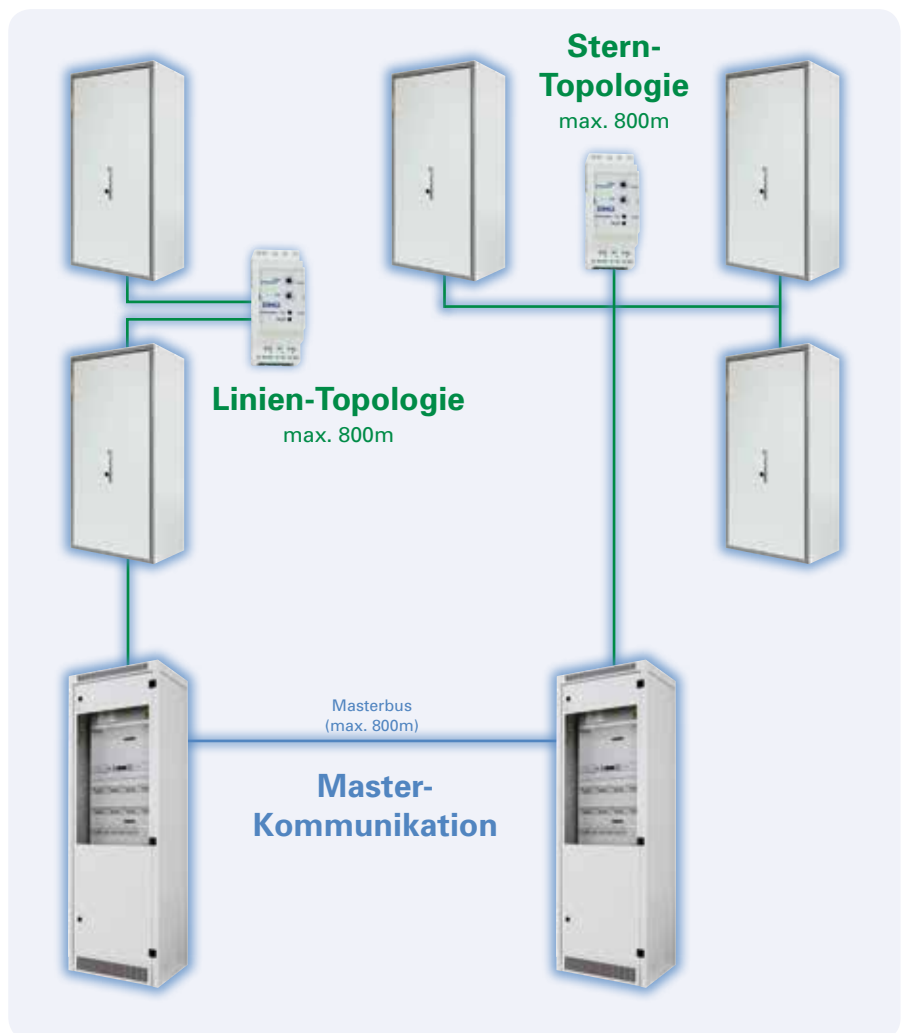 Stern-
Topologie
max. 800m
Linien-Topologie
max. 800m
Masterbus
(max. 800m)
Master-
Kommunikation